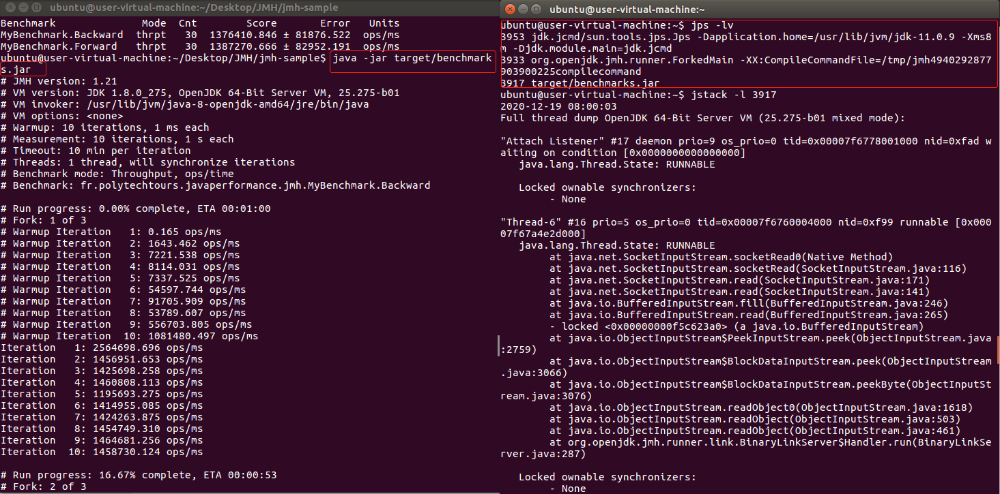 ubuntu@user-virtual-machine:~/Desktop/JMH/jmh-sample
Benchmark Mode Cnt Score Error Units
MyBenchmark.Backward thrpt 30 1376410.846 ± 81876.522 ops/ms
MyBenchmark.Forward thrpt 30 1387270.666 ± 82952.191 ops/ms
ubuntu@user-virtual-machine:~/Desktop/JMH/jmh-sample$ java -jar target/benchmark
s.jar
# JMH version: 1.21
# VM version: JDK 1.8.0_275, OpenJDK 64-Bit Server VM, 25.275-b01
# VM invoker: /usr/lib/jvm/java-8-openjdk-amd64/jre/bin/java
# VM options: <none>
# Warmup: 10 iterations, 1 ms each
# Measurement: 10 iterations, 1 s each
# Timeout: 10 min per iteration
# Threads: 1 thread, will synchronize iterations
# Benchmark mode: Throughput, ops/time
# Benchmark: fr.polytechtours.javaperformance.jmh.MyBenchmark.Backward
# Run progress: 0.00% complete, ETA 00:01:00
# Fork: 1 of 3
# Warmup Iteration 1: 0.165 ops/ms
# Warmup Iteration 2: 1643.462 ops/ms
# Warmup Iteration 3: 7221.538 ops/ms
# Warmup Iteration 4: 8114.031 ops/ms
# Warmup Iteration 5: 7337.525 ops/ms
# Warmup Iteration 6: 54597.744 ops/ms
# Warmup Iteration 7: 91705.909 ops/ms
# Warmup Iteration 8: 53789.607 ops/ms
# Warmup Iteration 9: 556703.805 ops/ms
# Warmup Iteration 10: 1081480.497 ops/ms
Iteration 1: 2564698.696 ops/ms
Iteration 2: 1456951.653 ops/ms
Iteration 3: 1425698.258 ops/ms
Iteration 4: 1460808.113 ops/ms
Iteration 5: 1195693.275 ops/ms
Iteration 6: 1414955.085 ops/ms
Iteration 7: 1424263.875 ops/ms
Iteration 8: 1454749.310 ops/ms
Iteration 9: 1464681.256 ops/ms
Iteration 10: 1458730.124 ops/ms
# Run progress: 16.67% complete, ETA 00:00:53
# Fork: 2 of 3
ubuntu@user-virtual-machine:~
ubuntu@user-virtual-machine:~$ jps -lv
3953 jdk.jcmd/sun.tools.jps.Jps -Dapplication.home=/usr/lib/jvm/jdk-11.0.9 -Xms8
m -Djdk.module.main=jdk.jcmd
3933 org.openjdk.jmh.runner.ForkedMain -XX:CompileCommandFile=/tmp/jmh4940292877
903900225compilecommand
3917 target/benchmarks.jar
ubuntu@user-virtual-machine:~$ jstack -l 3917
2020-12-19 08:00:03
Full thread dump OpenJDK 64-Bit Server VM (25.275-b01 mixed mode):
"Attach Listener" #17 daemon prio=9 os_prio=0 tid=0x00007f6778001000 nid=0xfad w
aiting on condition [0x0000000000000000]
java.lang.Thread.State: RUNNABLE
Locked ownable synchronizers:
- None
"Thread-6" #16 prio=5 os_prio=0 tid=0x00007f6760004000 nid=0xf99 runnable [0x000
07f67a4e2d000]
java.lang.Thread.State: RUNNABLE
at java.net.SocketInputStream.socketRead0(Native Method)
at java.net.SocketInputStream.socketRead(SocketInputStream.java:116)
at java.net.SocketInputStream.read(SocketInputStream.java:171)
at java.net.SocketInputStream.read(SocketInputStream.java:141)
at java.io.BufferedInputStream.fill(BufferedInputStream.java:246)
at java.io.BufferedInputStream.read(BufferedInputStream.java:265)
- locked <0x00000000f5c623a0> (a java.io.BufferedInputStream)
at java.io.ObjectInputStream$PeekInputStream.peek(ObjectInputStream.java
:2759)
at java.io.ObjectInputStream$BlockDataInputStream.peek(ObjectInputStream
.java:3066)
at java.io.ObjectInputStream$BlockDataInputStream.peekByte(ObjectInputSt
ream.java:3076)
at java.io.ObjectInputStream.readObject0(ObjectInputStream.java:1618)
at java.io.ObjectInputStream.readObject(ObjectInputStream.java:503)
at java.io.ObjectInputStream.readObject(ObjectInputStream.java:461)
at org.openjdk.jmh.runner.link.BinaryLinkServer$Handler.run(BinaryLinkSe
rver.java:287)
Locked ownable synchronizers:
- None